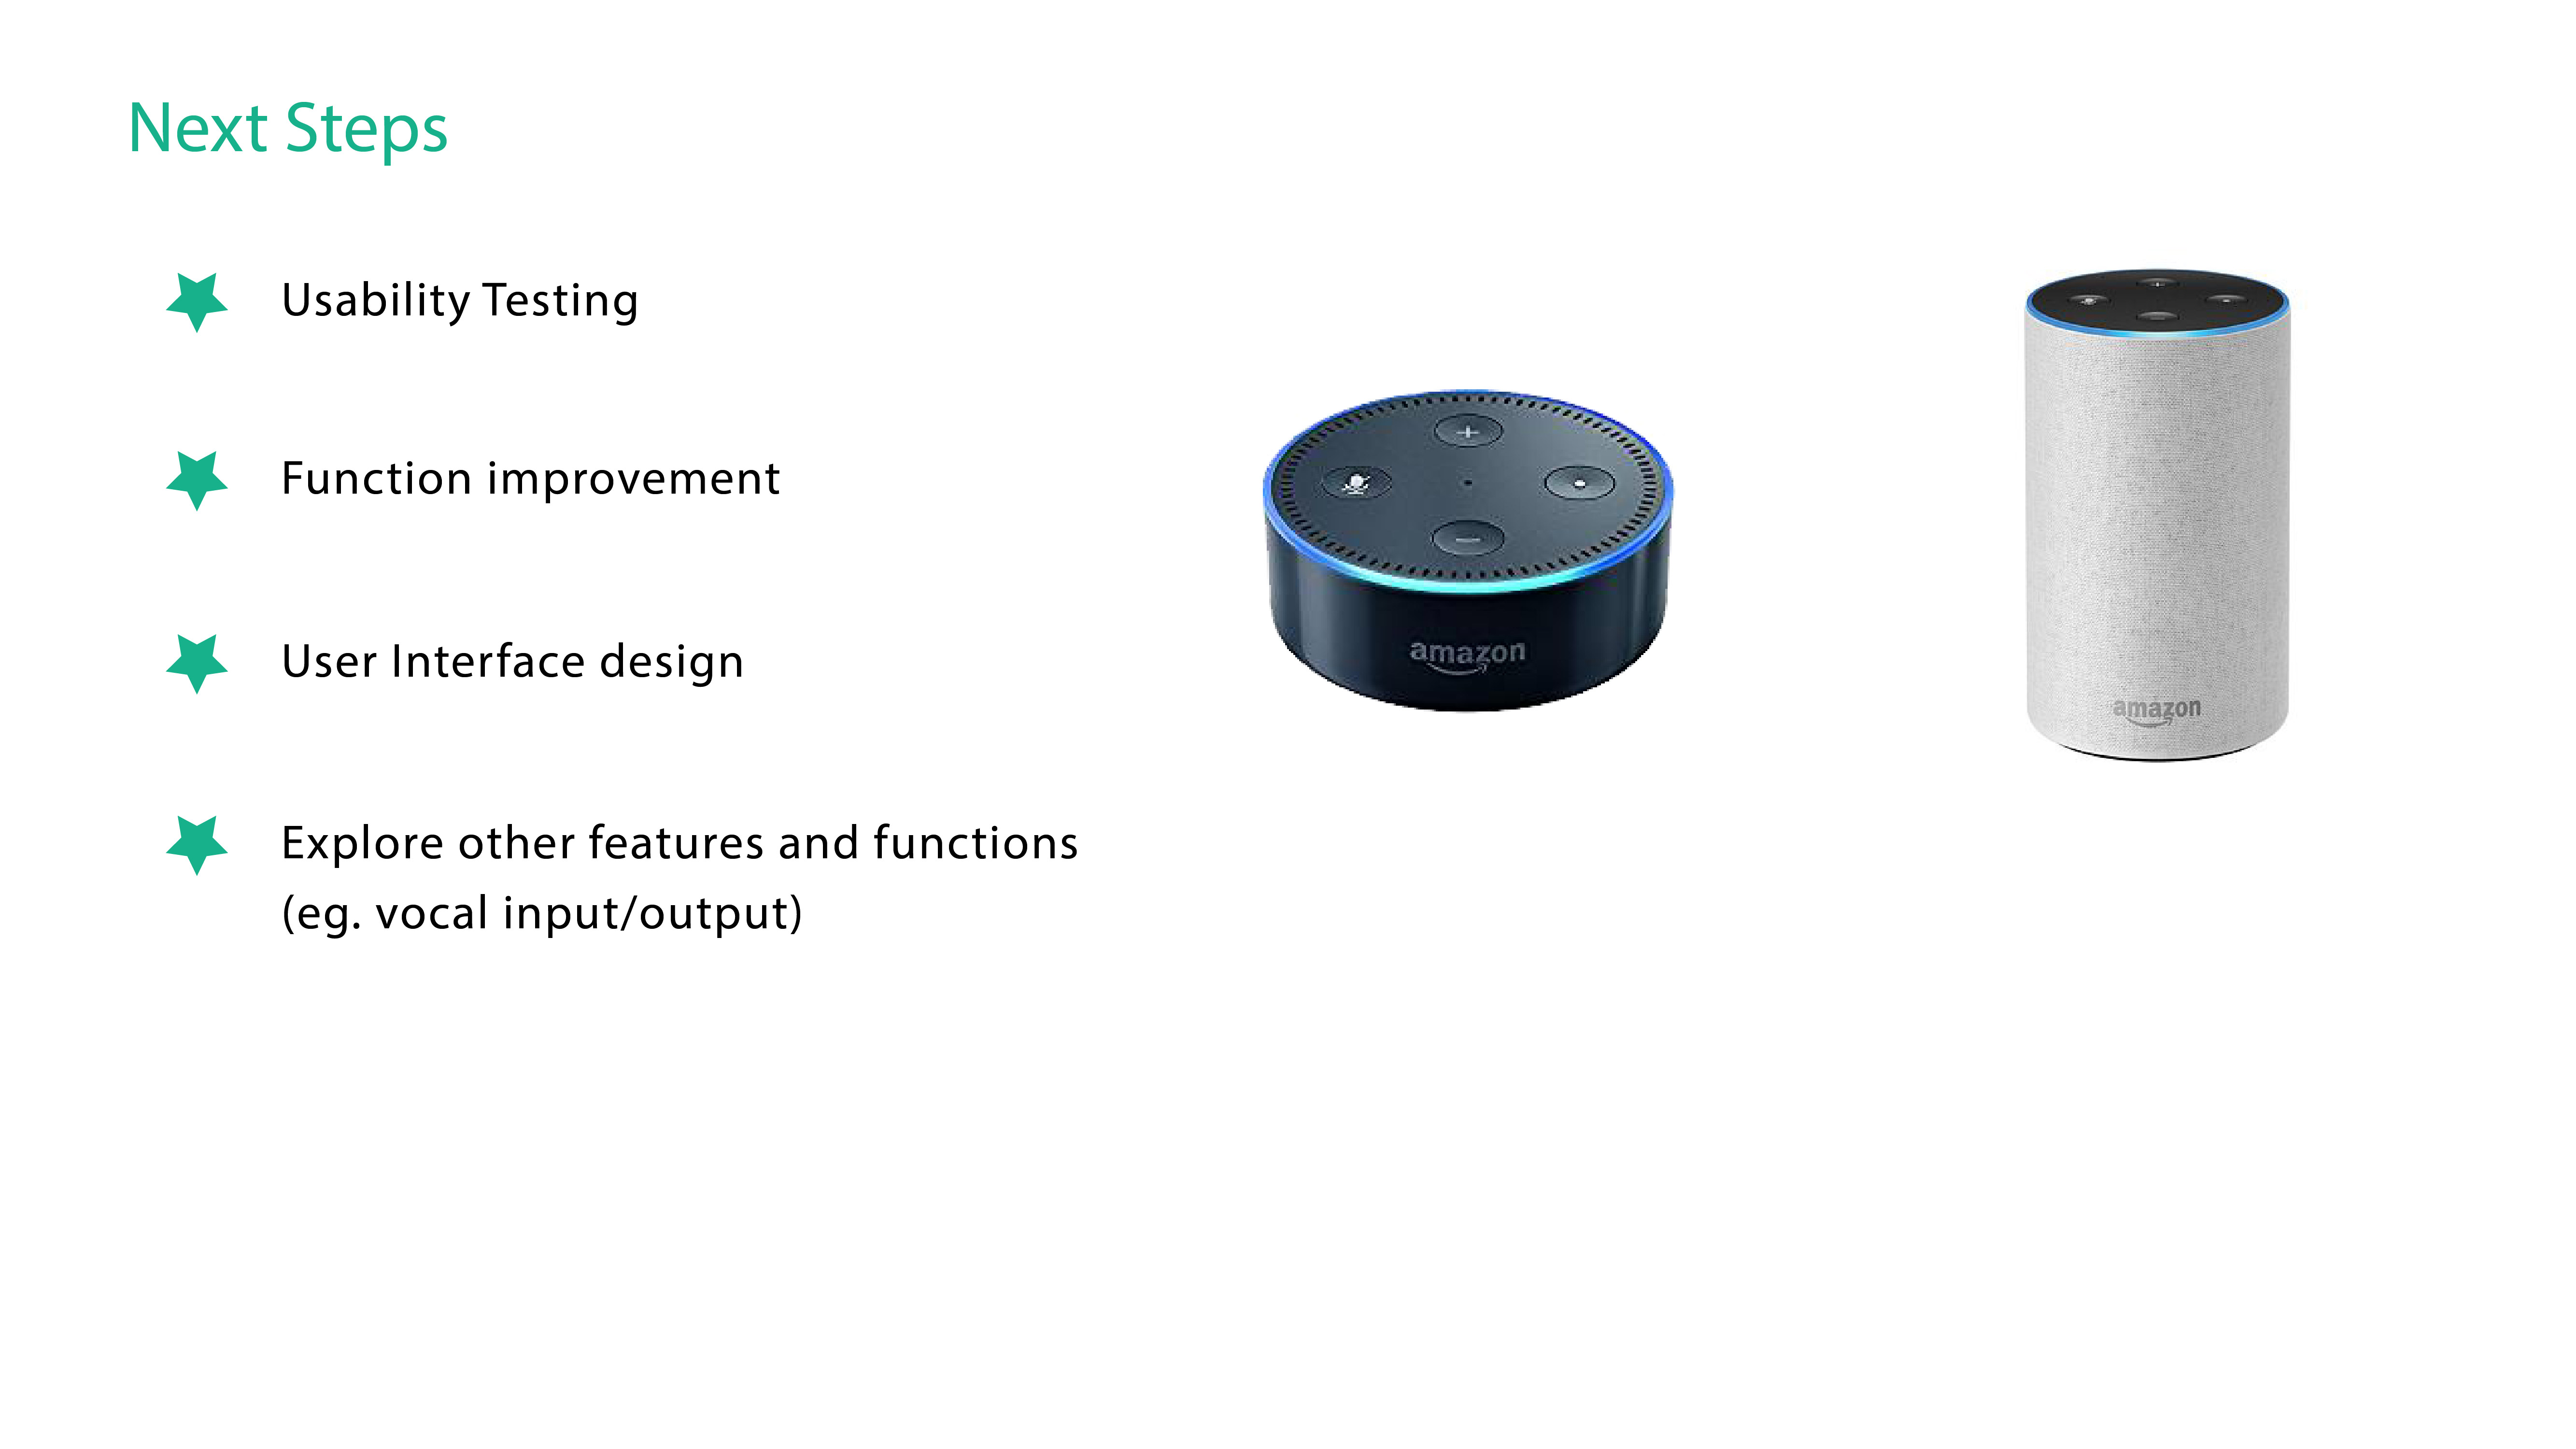 Next Steps
Usability Testing
Function improvement
User Interface design
Explore other features and functions
(eg. vocal input/output)
amazon
amazon